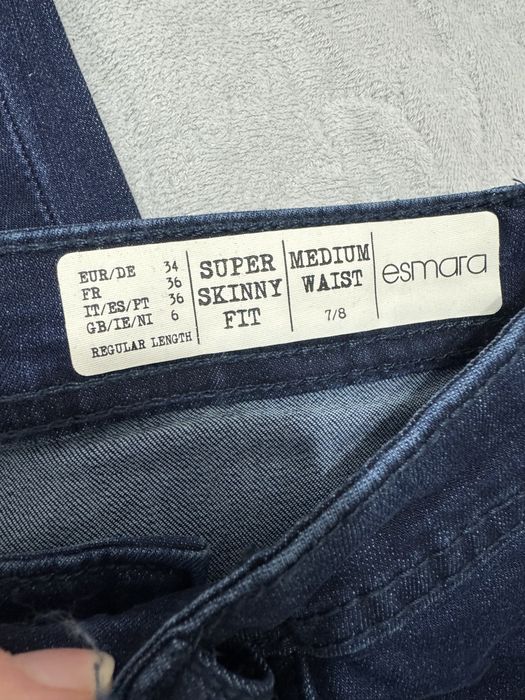 EUR/DE 34
FR 36
IT/ES/PT 36
GB/IE/NI 6
REGULAR LENGTH
SUPER
SKINNY
FIT
MEDIUM
WAIST
7/8
esmara